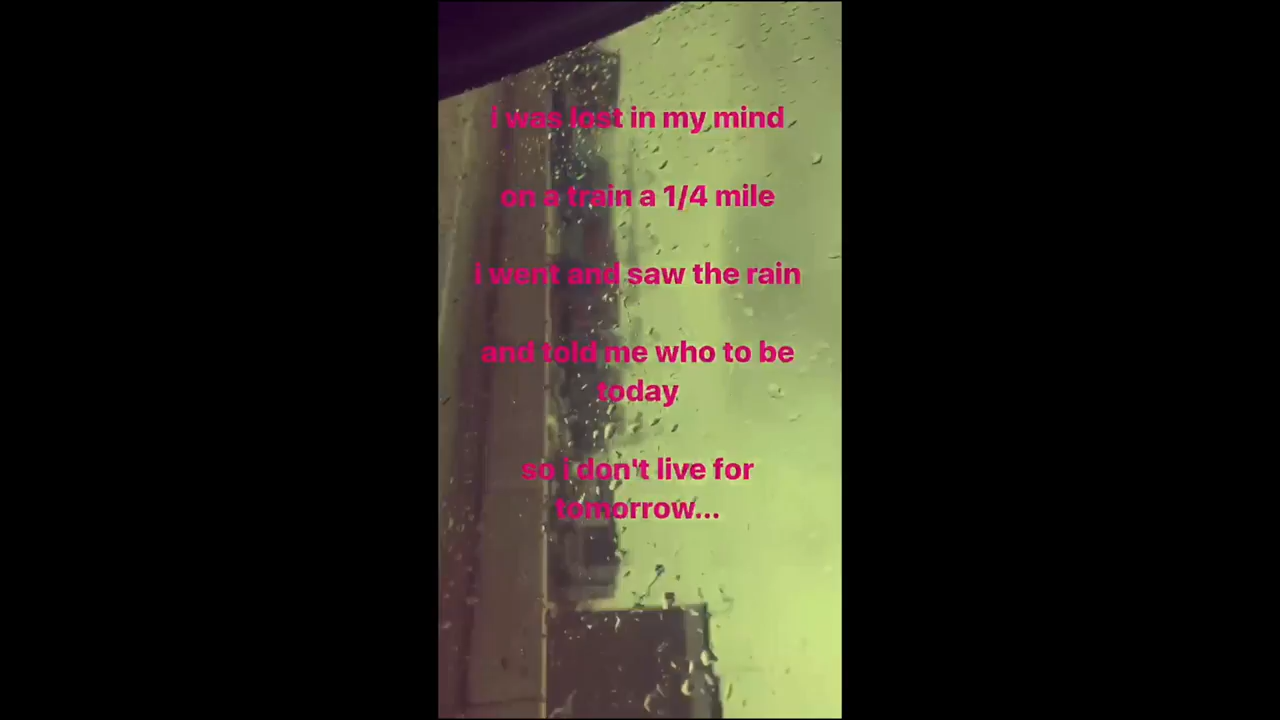 i was lost in my mind
on a train a 1/4 mile
i went and saw the rain
and told me who to be
today
so i don't live for
tomorrow...